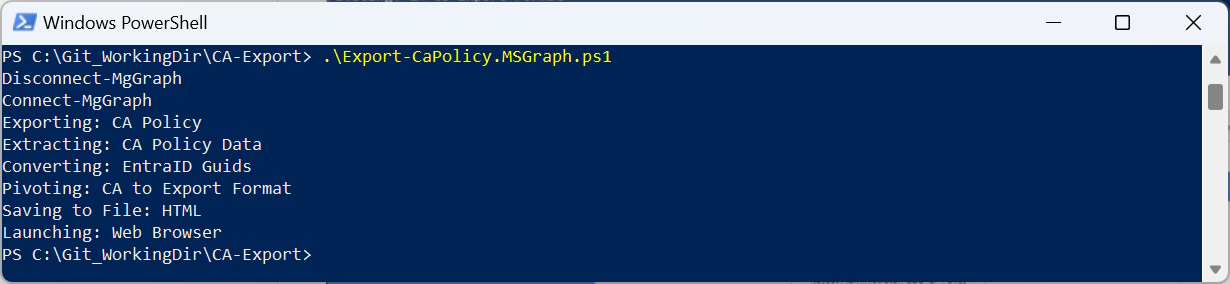 Windows PowerShell
PS C:\Git_WorkingDir\CA-Export> .\Export-CaPolicy.MSGraph.ps1
Disconnect-MgGraph
Connect-MgGraph
Exporting: CA Policy
Extracting: CA Policy Data
Converting: EntraID Guids
Pivoting: CA to Export Format
Saving to File: HTML
Launching: Web Browser
PS C:\Git_WorkingDir\CA-Export>